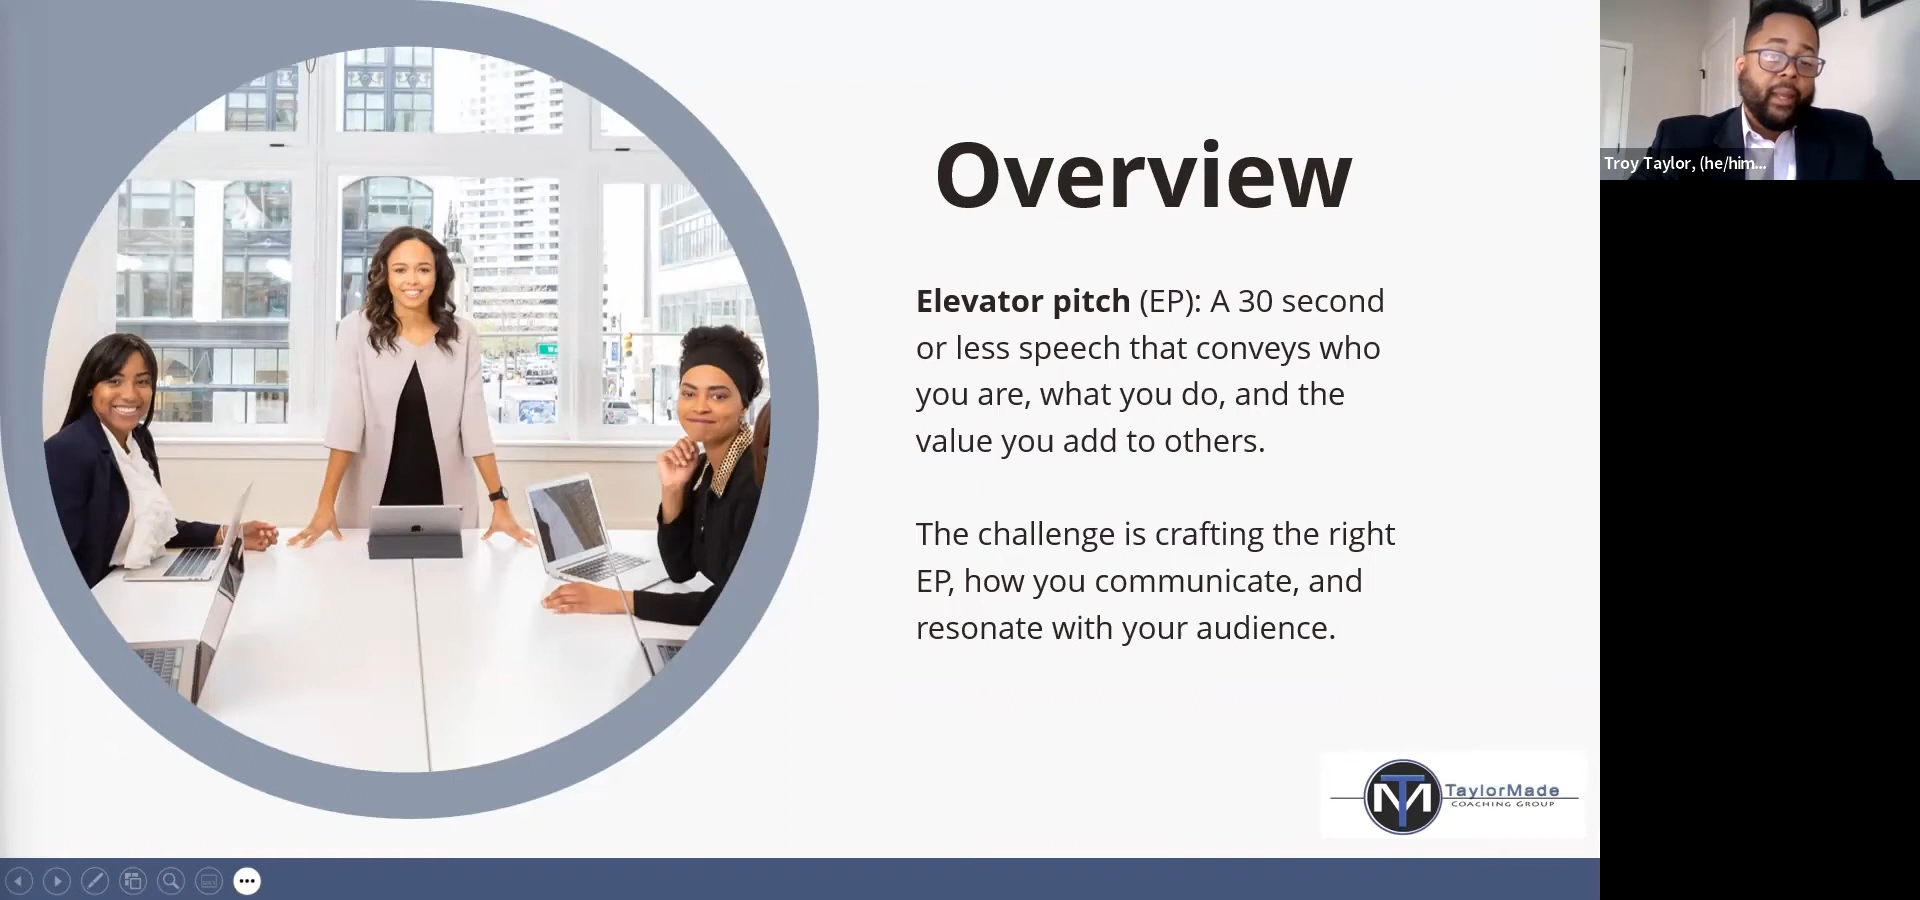 Overview
Elevator pitch (EP): A 30 second
or less speech that conveys who
you are, what you do, and the
value you add to others.
The challenge is crafting the right
EP, how you communicate, and
resonate with your audience.
TaylorMade
COACHING GROUP
Troy Taylor, (he/him...